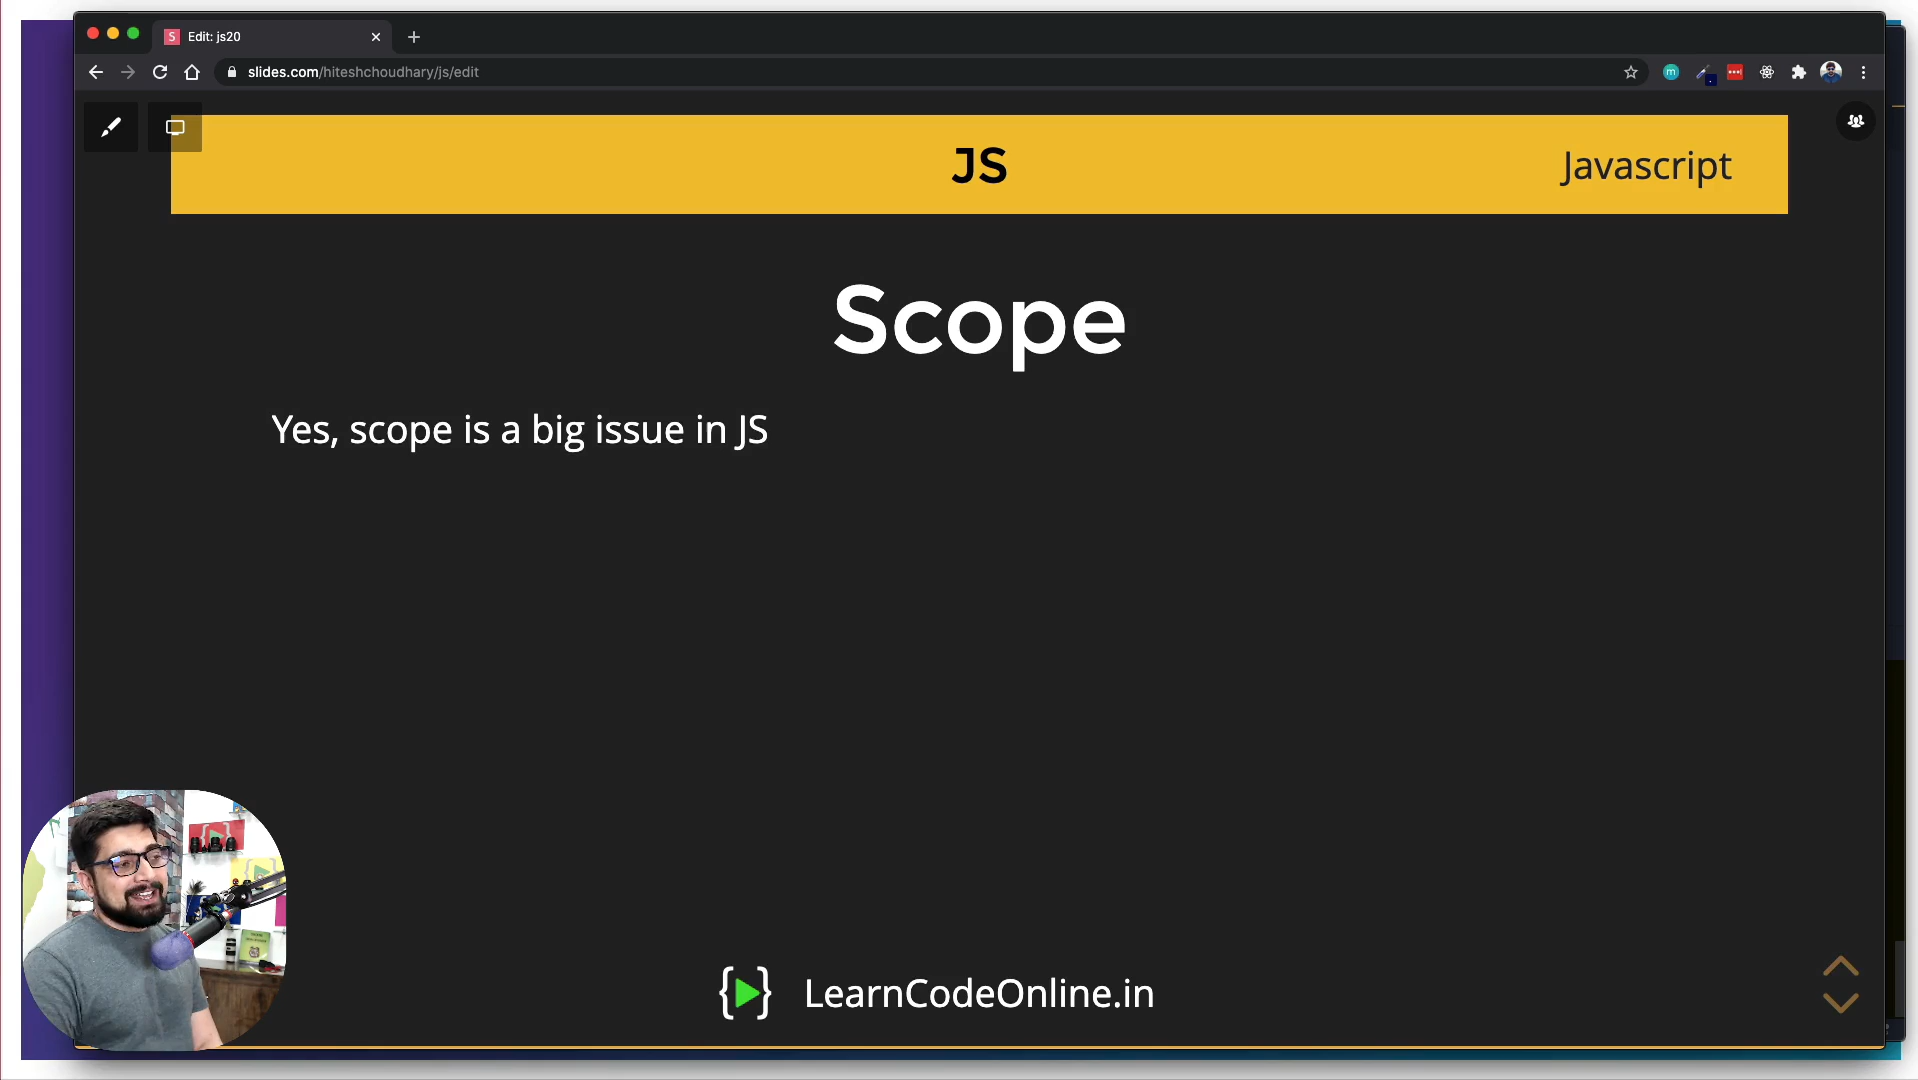 S Edit: js20
slides.com/hiteshchoudhary/js/edit
JS
Javascript
Scope
Yes, scope is a big issue in JS
LearnCodeOnline.in